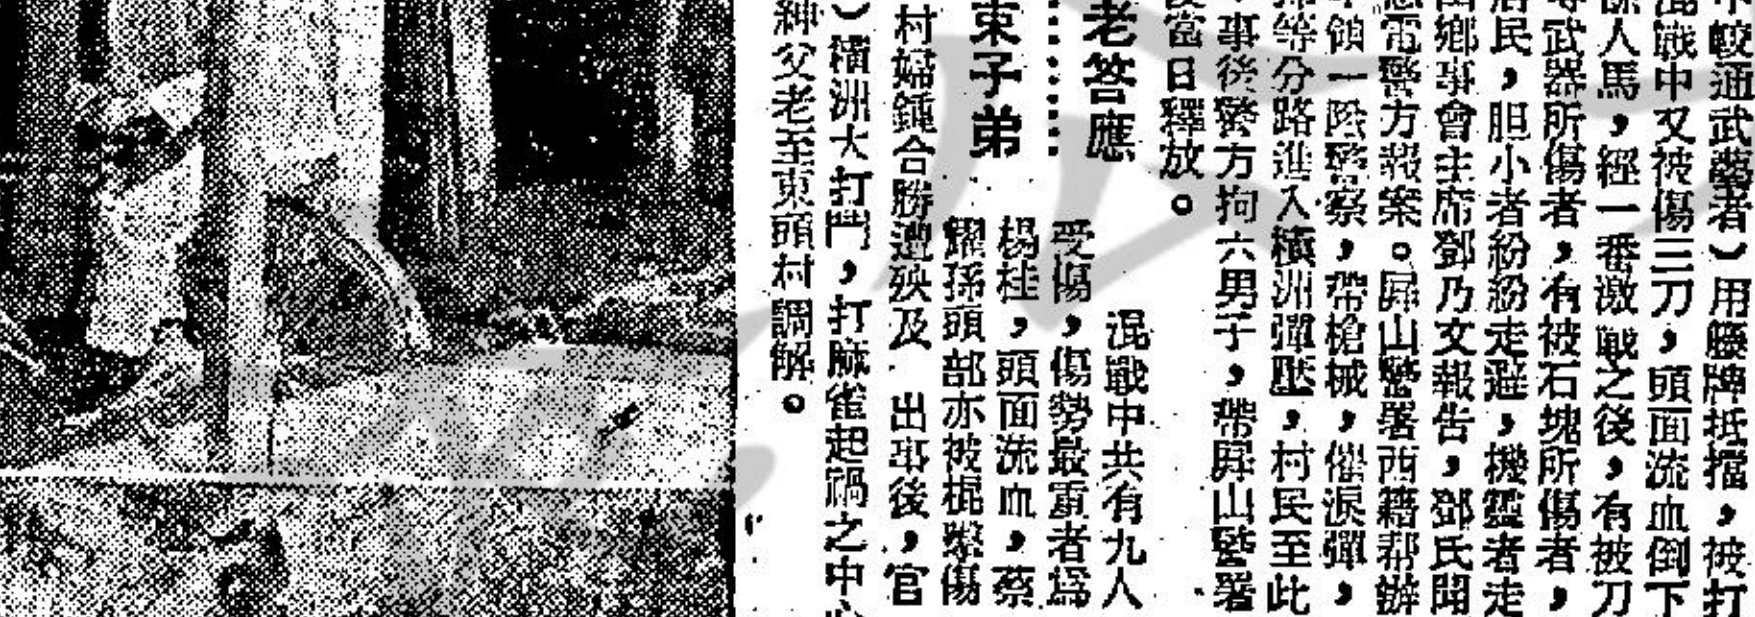 峻通武藝者）用籐牌抵擋，被打
混戰中又被傷三刀，頭面流血倒下
餘人馬，經一番激戰之後，有被刀
等武器所傷者，有被石塊所傷者，
居民，胆小者紛紛走避，機靈者走
鄉事會主席鄧乃文報告，鄧氏聞
電警方報案。屏山警署西籍帮辦
領一隊警察，帶槍械，催淚彈，
等分路進入橫洲彈壓，村民至此
事後警方拘六男子，帶屏山警署
當日釋放。
老答應
束子弟
混戰中共有九人
受傷，傷勢最重者為
楊桂，頭面流血，蔡
耀孫頭部亦被棍擊傷
村婦鍾合勝遭殃及 出事後，官
紳父老至東頭村調解。
）橫洲大打鬥，打麻雀起禍之中心